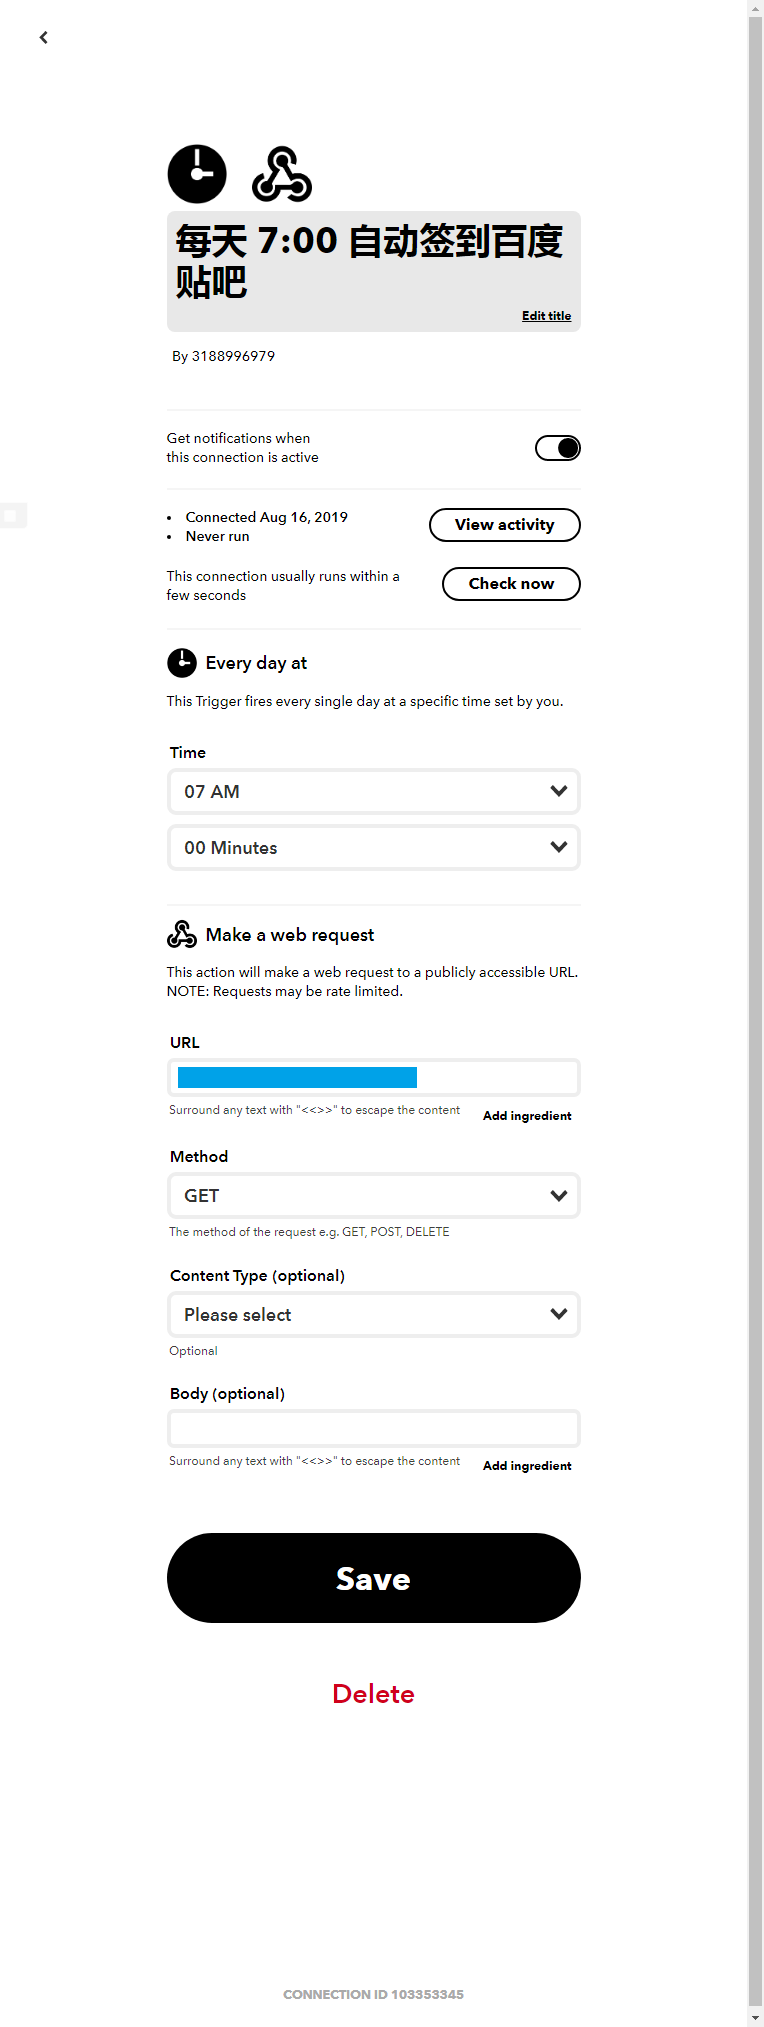 每天 7:00 自动签到百度
贴吧
Edit title
By 3188996979
Get notifications when
this connection is active
• Connected Aug 16, 2019
• Never run
View activity
This connection usually runs within a
few seconds
Check now
Every day at
This Trigger fires every single day at a specific time set by you.
Time
07 AM
00 Minutes
Make a web request
This action will make a web request to a publicly accessible URL.
NOTE: Requests may be rate limited.
URL
Surround any text with "<<>>" to escape the content
Add ingredient
Method
GET
The method of the request e.g. GET, POST, DELETE
Content Type (optional)
Please select
Optional
Body (optional)
Surround any text with "<<>>" to escape the content
Add ingredient
Save
Delete
CONNECTION ID 103353345